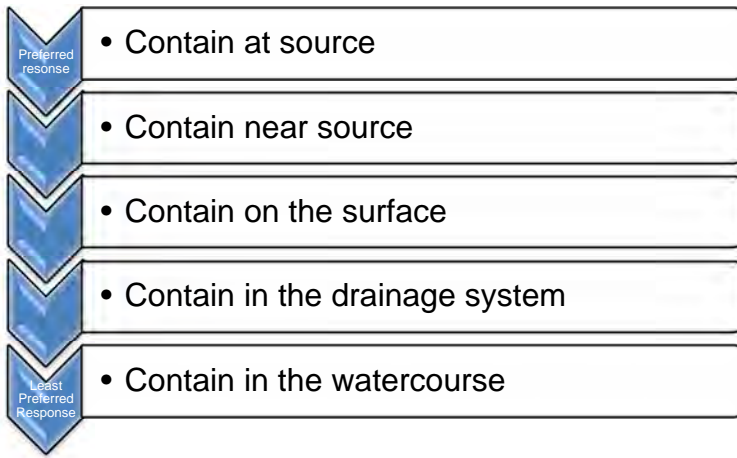 Preferred
resonse
• Contain at source
• Contain near source
• Contain on the surface
• Contain in the drainage system
Least
Preferred
Response
• Contain in the watercourse